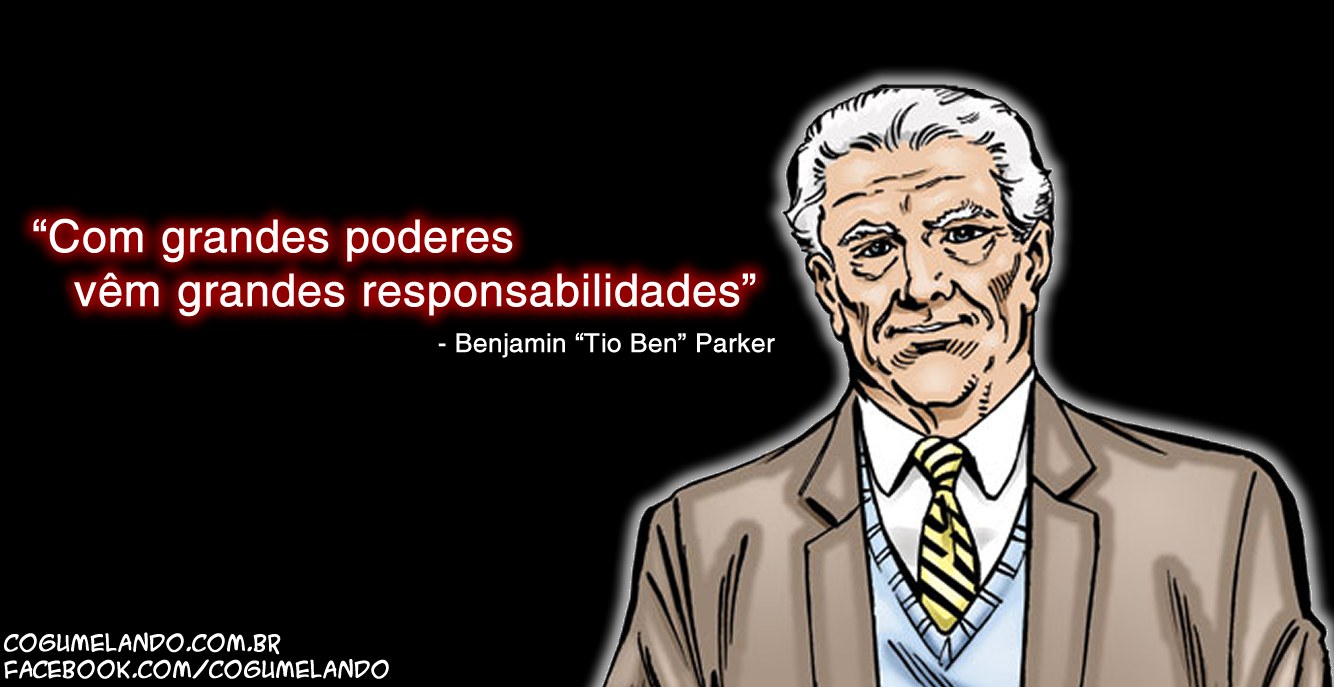 “Com grandes poderes
vêm grandes responsabilidades”
- Benjamin “Tio Ben” Parker
COGUMELANDO.COM.BR
FACEBOOK.COM/COGUMELANDO